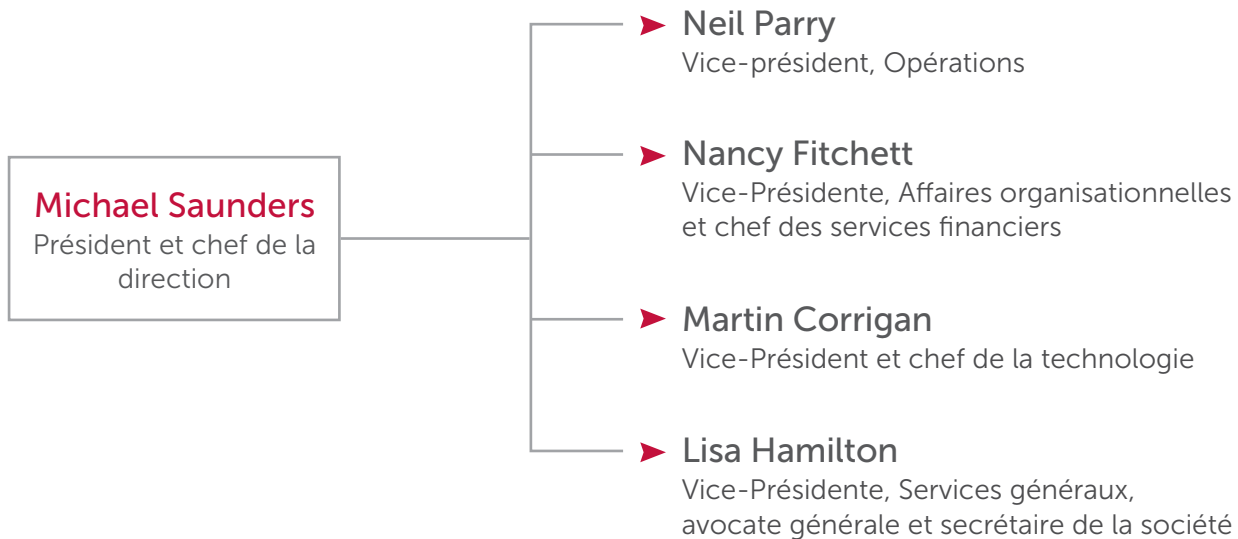 Neil Parry
Vice-président, Opérations
Nancy Fitchett
Vice-Présidente, Affaires organisationnelles
et chef des services financiers
Michael Saunders
Président et chef de la
direction
Martin Corrigan
Vice-Président et chef de la technologie
Lisa Hamilton
Vice-Présidente, Services généraux,
avocate générale et secrétaire de la société